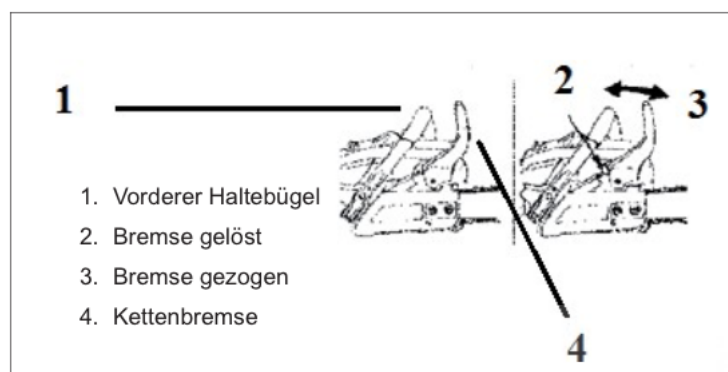 2
1
3
1. Vorderer Haltebügel
2. Bremse gelöst
3. Bremse gezogen
4. Kettenbremse
4